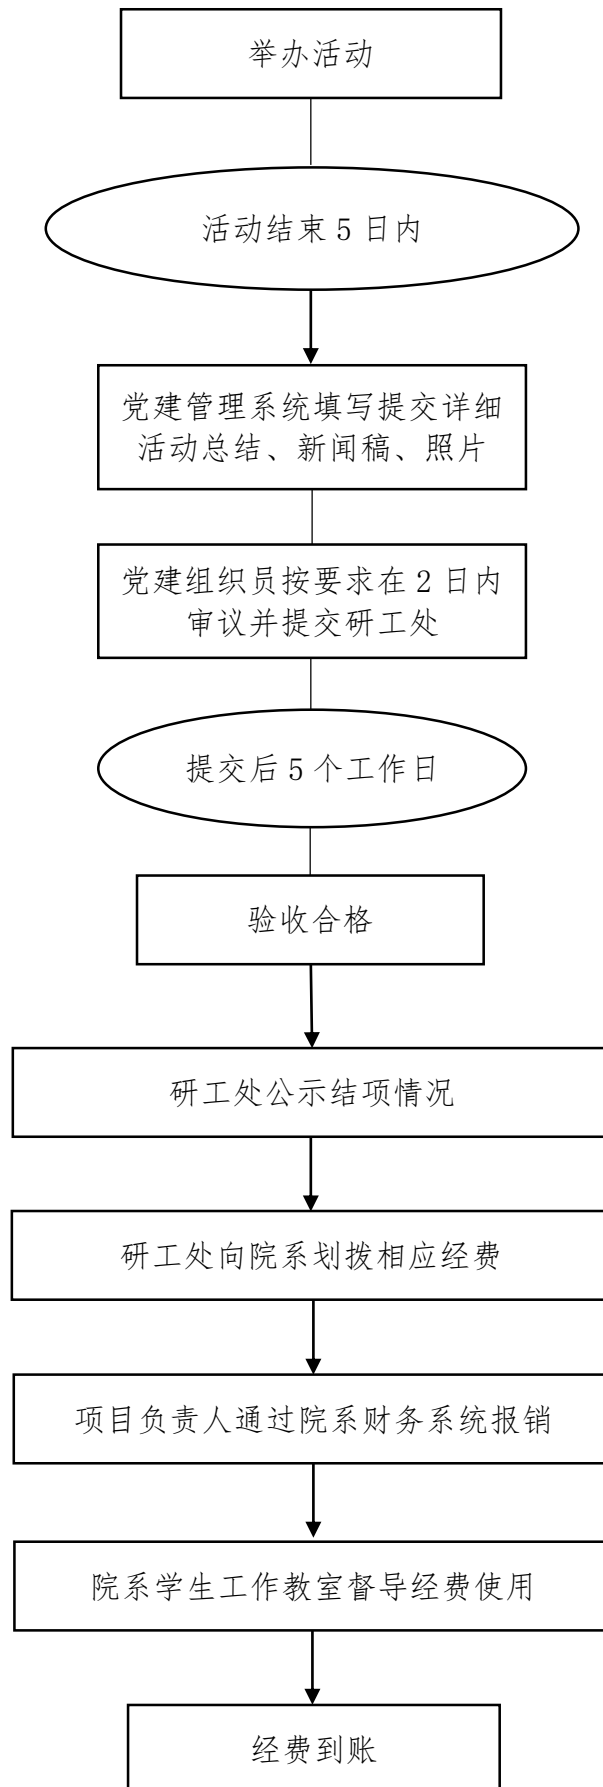 举办活动
活动结束 5 日内
党建管理系统填写提交详细
活动总结、新闻稿、照片
党建组织员按要求在 2 日内
审议并提交研工处
提交后 5 个工作日
验收合格
研工处公示结项情况
研工处向院系划拨相应经费
项目负责人通过院系财务系统报销
院系学生工作教室督导经费使用
经费到账